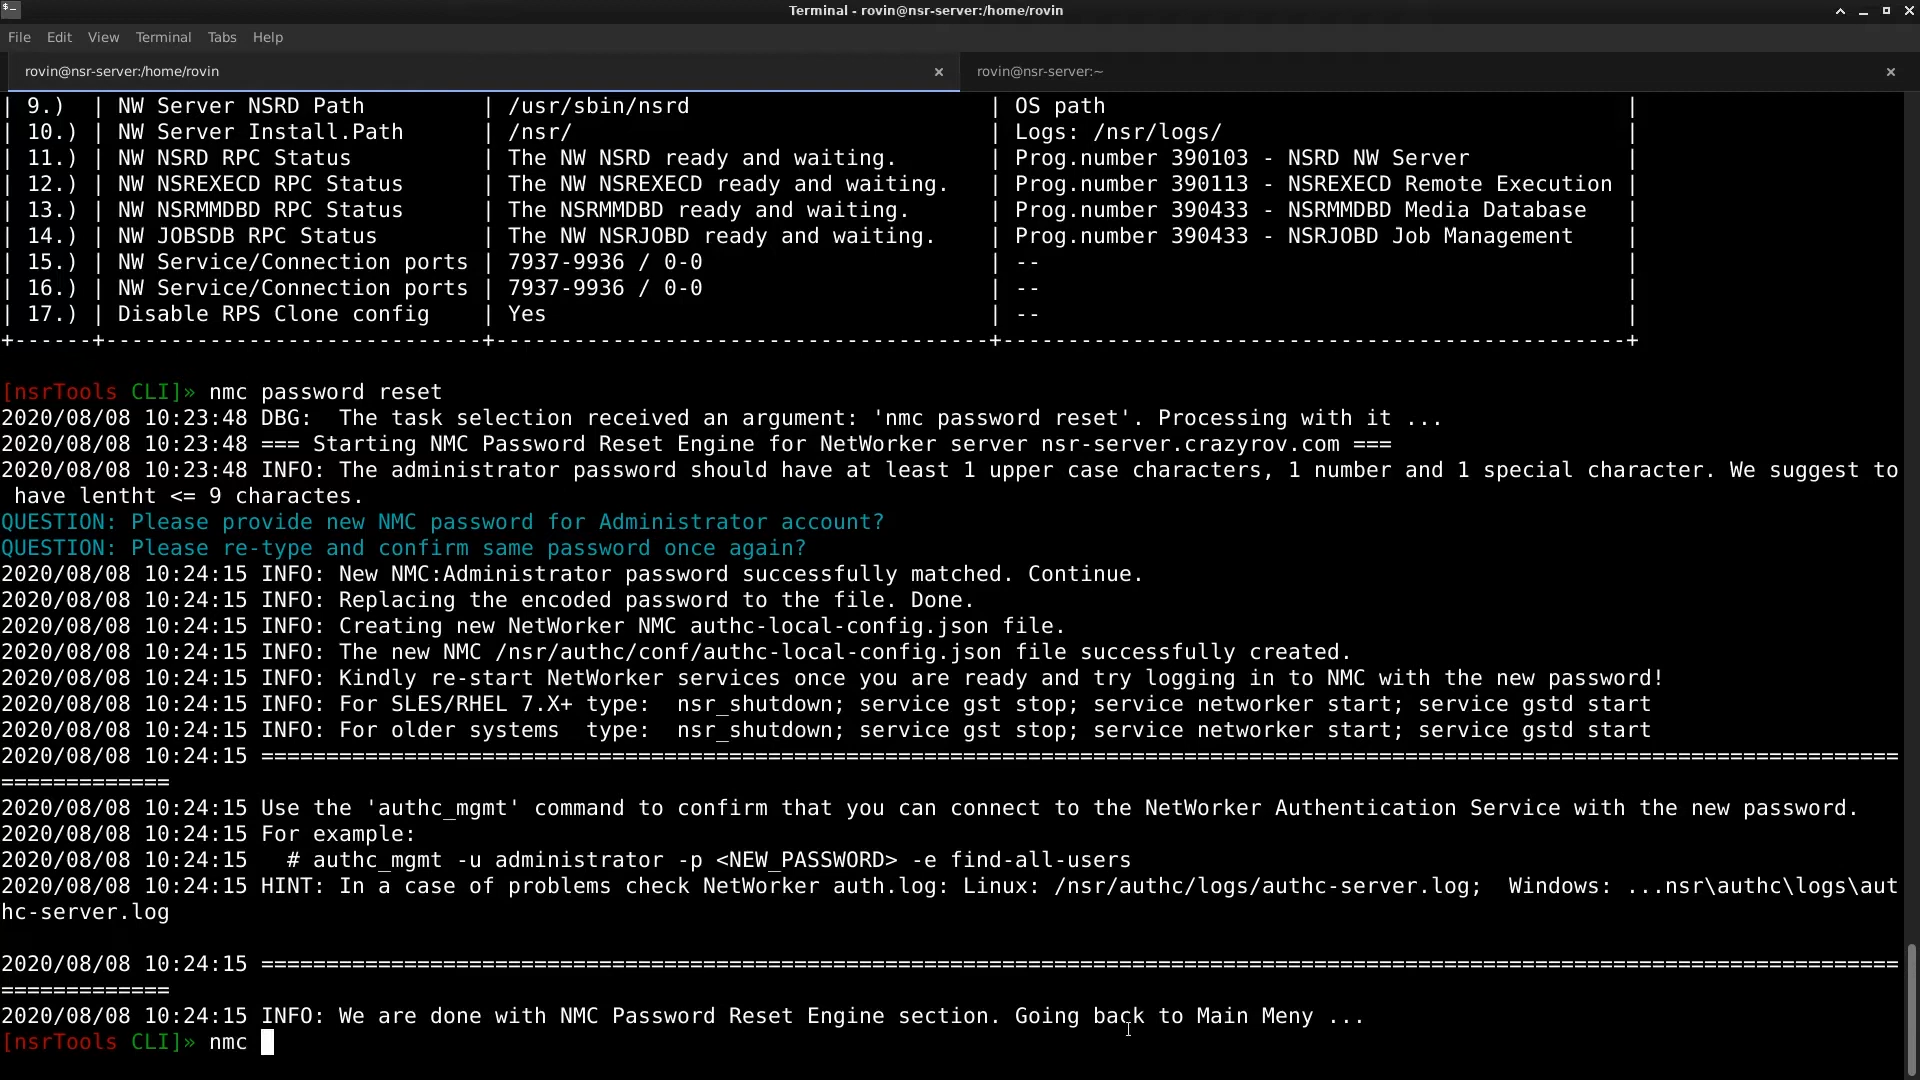 Terminal - rovin@nsr-server:/home/rovin
File Edit View Terminal Tabs Help
rovin@nsr-server:/home/rovin × rovin@nsr-server:~ ×
| 9.) | NW Server NSRD Path | /usr/sbin/nsrd | OS path |
| 10.) | NW Server Install.Path | /nsr/ | Logs: /nsr/logs/ |
| 11.) | NW NSRD RPC Status | The NW NSRD ready and waiting. | Prog.number 390103 - NSRD NW Server |
| 12.) | NW NSREXECD RPC Status | The NW NSREXECD ready and waiting. | Prog.number 390113 - NSREXECD Remote Execution |
| 13.) | NW NSRMMDBD RPC Status | The NSRMMDBD ready and waiting. | Prog.number 390433 - NSRMMDBD Media Database |
| 14.) | NW JOBSDB RPC Status | The NW NSRJOBD ready and waiting. | Prog.number 390433 - NSRJOBD Job Management |
| 15.) | NW Service/Connection ports | 7937-9936 / 0-0 | -- |
| 16.) | NW Service/Connection ports | 7937-9936 / 0-0 | -- |
| 17.) | Disable RPS Clone config | Yes | -- |
+------+-----------------------------+--------------------------------------+------------------------------------------------+
[nsrTools CLI]» nmc password reset
2020/08/08 10:23:48 DBG:  The task selection received an argument: 'nmc password reset'. Processing with it ...
2020/08/08 10:23:48 === Starting NMC Password Reset Engine for NetWorker server nsr-server.crazyrov.com ===
2020/08/08 10:23:48 INFO: The administrator password should have at least 1 upper case characters, 1 number and 1 special character. We suggest to
have lentht <= 9 charactes.
QUESTION: Please provide new NMC password for Administrator account?
QUESTION: Please re-type and confirm same password once again?
2020/08/08 10:24:15 INFO: New NMC:Administrator password successfully matched. Continue.
2020/08/08 10:24:15 INFO: Replacing the encoded password to the file. Done.
2020/08/08 10:24:15 INFO: Creating new NetWorker NMC authc-local-config.json file.
2020/08/08 10:24:15 INFO: The new NMC /nsr/authc/conf/authc-local-config.json file successfully created.
2020/08/08 10:24:15 INFO: Kindly re-start NetWorker services once you are ready and try logging in to NMC with the new password!
2020/08/08 10:24:15 INFO: For SLES/RHEL 7.X+ type:  nsr_shutdown; service gst stop; service networker start; service gstd start
2020/08/08 10:24:15 INFO: For older systems  type:  nsr_shutdown; service gst stop; service networker start; service gstd start
2020/08/08 10:24:15 ==============================================================================================================================
=============
2020/08/08 10:24:15 Use the 'authc_mgmt' command to confirm that you can connect to the NetWorker Authentication Service with the new password.
2020/08/08 10:24:15 For example:
2020/08/08 10:24:15   # authc_mgmt -u administrator -p <NEW_PASSWORD> -e find-all-users
2020/08/08 10:24:15 HINT: In a case of problems check NetWorker auth.log: Linux: /nsr/authc/logs/authc-server.log;  Windows: ...nsr\authc\logs\aut
hc-server.log
2020/08/08 10:24:15 ==============================================================================================================================
=============
2020/08/08 10:24:15 INFO: We are done with NMC Password Reset Engine section. Going back to Main Meny ...
[nsrTools CLI]» nmc